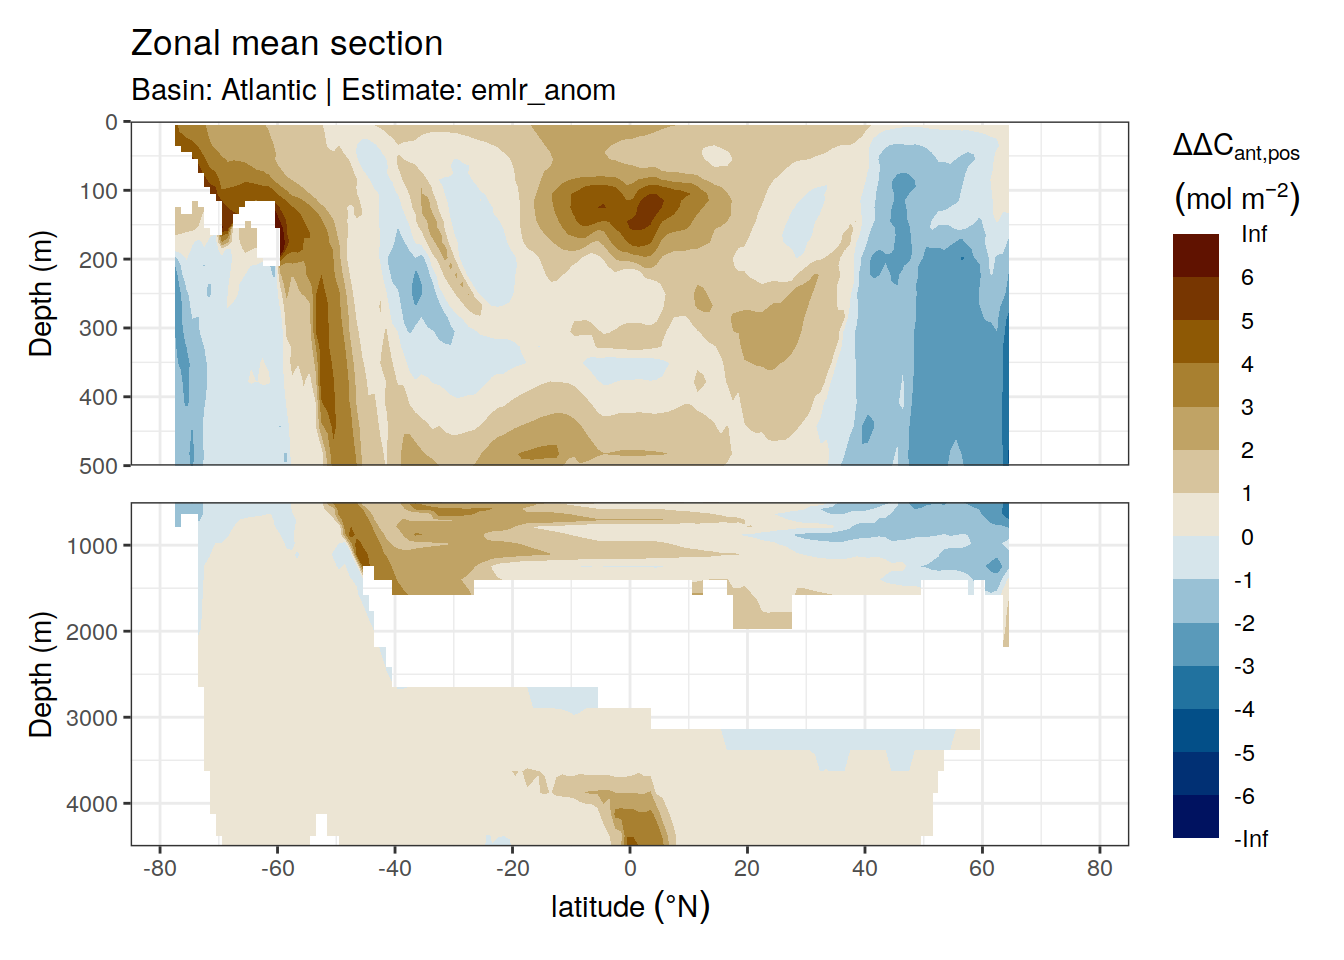 Zonal mean section
Basin: Atlantic | Estimate: emlr_anom
0
100
200
300
400
500
Depth (m)
1000
2000
3000
4000
Depth (m)
-80 -60 -40 -20 0 20 40 60 80
latitude (°N)
ΔΔCant,pos
(mol m−2)
Inf
6
5
4
3
2
1
0
-1
-2
-3
-4
-5
-6
-Inf